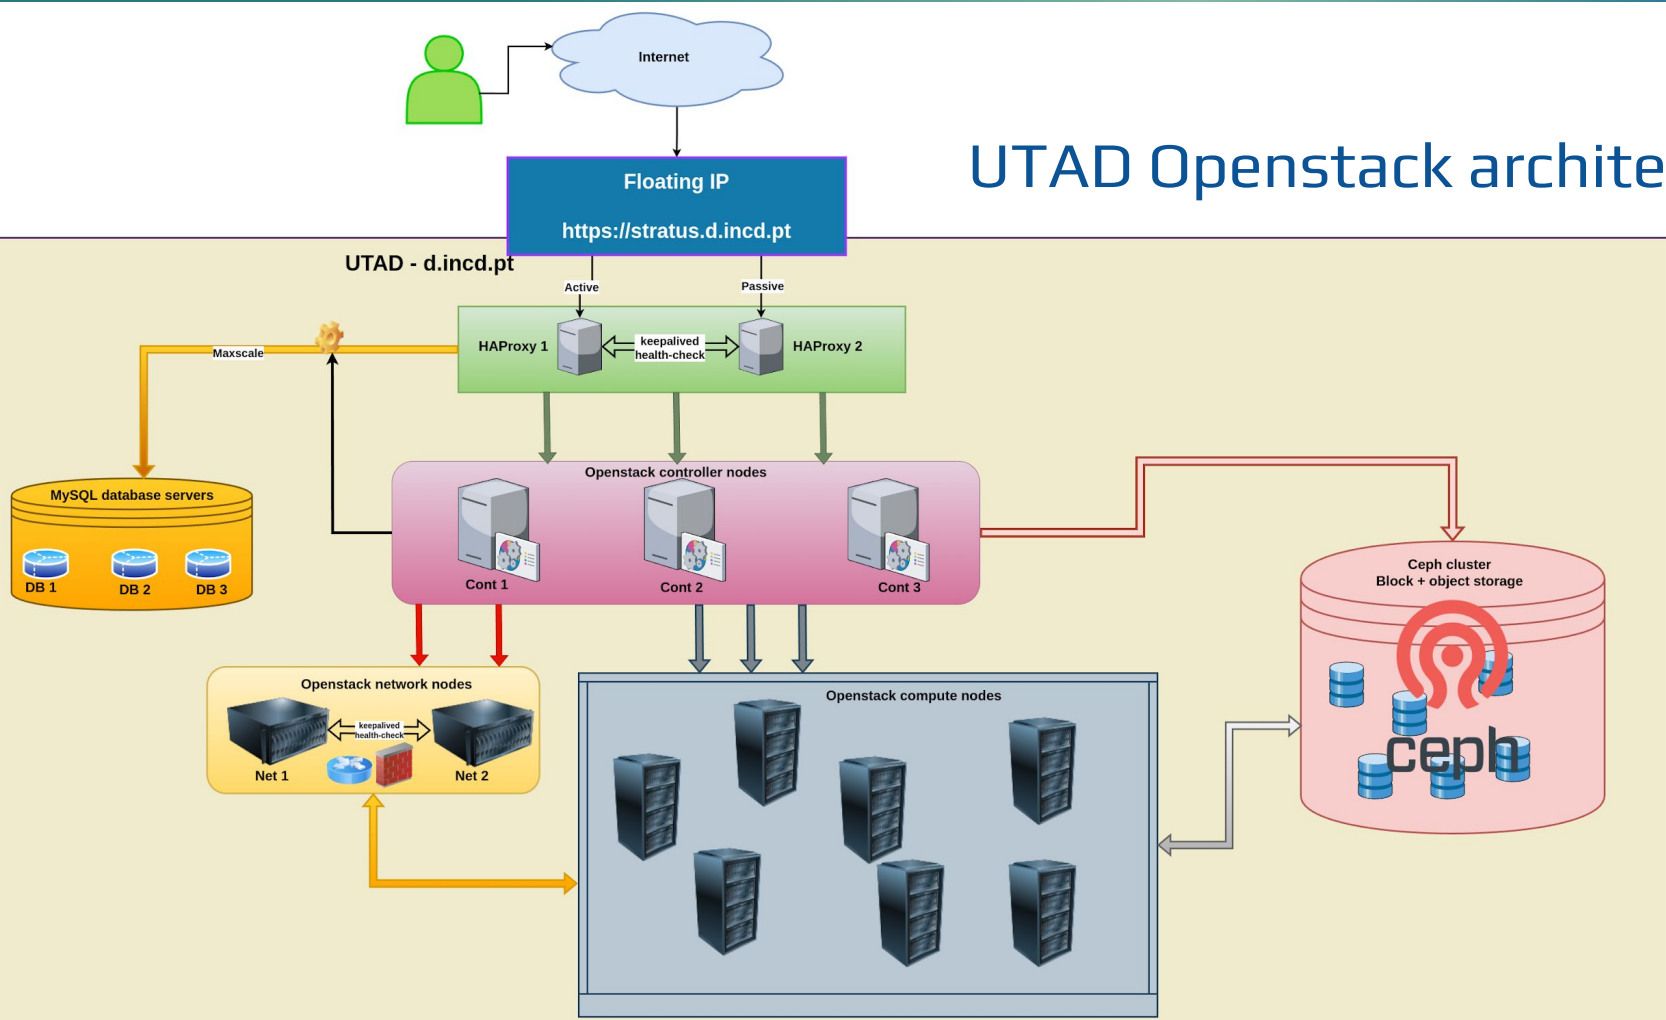 Internet
UTAD Openstack archite
Floating IP
https://stratus.d.incd.pt
UTAD - d.incd.pt
Active
Passive
HAProxy 1
keepalived
health-check
HAProxy 2
Maxscale
Openstack controller nodes
MySQL database servers
DB 1
DB 2
DB 3
Cont 1
Cont 2
Cont 3
Ceph cluster
Block + object storage
ceph
Openstack network nodes
keepalived
health-check
Net 1
Net 2
Openstack compute nodes